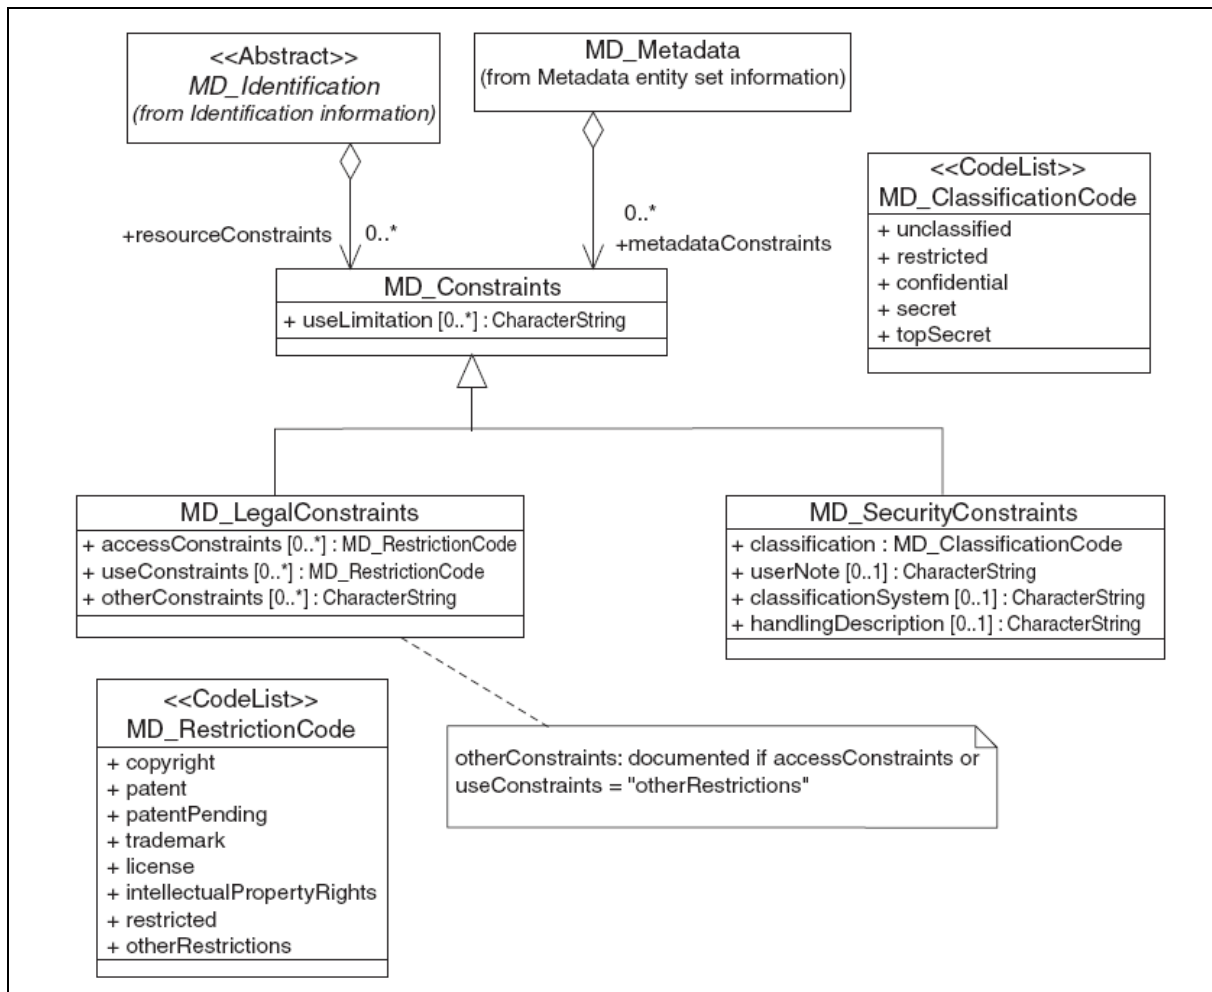 <<Abstract>>
MD_Identification
(from Identification information)
MD_Metadata
(from Metadata entity set information)
+resourceConstraints
0..*
0..*
+metadataConstraints
<<CodeList>>
MD_ClassificationCode
+ unclassified
+ restricted
+ confidential
+ secret
+ topSecret
MD_Constraints
+ useLimitation [0..*] : CharacterString
MD_LegalConstraints
+ accessConstraints [0..*] : MD_RestrictionCode
+ useConstraints [0..*] : MD_RestrictionCode
+ otherConstraints [0..*] : CharacterString
MD_SecurityConstraints
+ classification : MD_ClassificationCode
+ userNote [0..1] : CharacterString
+ classificationSystem [0..1] : CharacterString
+ handlingDescription [0..1] : CharacterString
<<CodeList>>
MD_RestrictionCode
+ copyright
+ patent
+ patentPending
+ trademark
+ license
+ intellectualPropertyRights
+ restricted
+ otherRestrictions
otherConstraints: documented if accessConstraints or
useConstraints = "otherRestrictions"